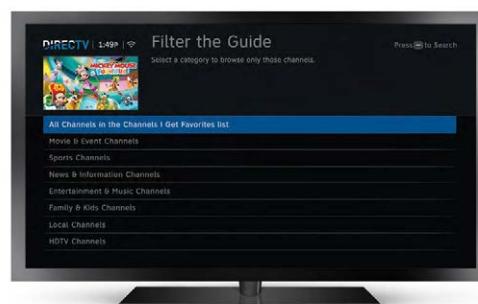 DIRECTV 1:49P
Filter the Guide
Press to Search
Select a category to browse only those channels.
MICKEY MOUSE
FUNHOUSE
All Channels in the Channels I Get Favorites list
Movie & Event Channels
Sports Channels
News & Information Channels
Entertainment & Music Channels
Family & Kids Channels
Local Channels
HDTV Channels